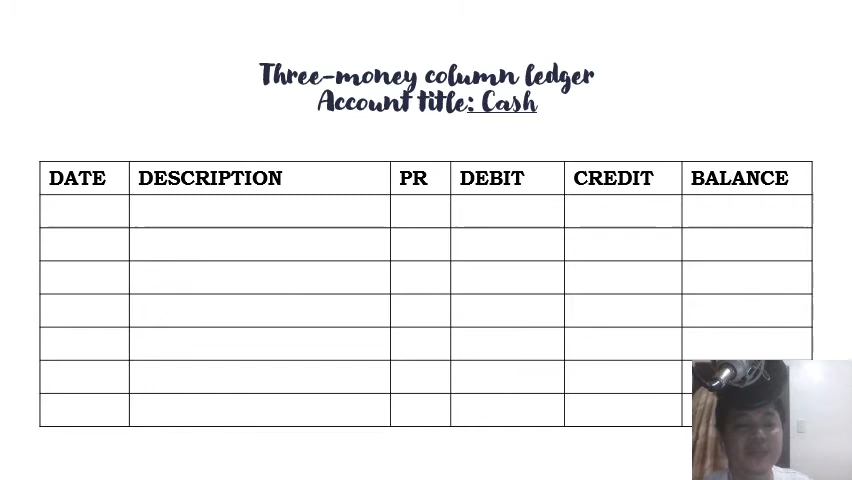 Three-money column ledger
Account title: Cash
DATE DESCRIPTION PR DEBIT CREDIT BALANCE